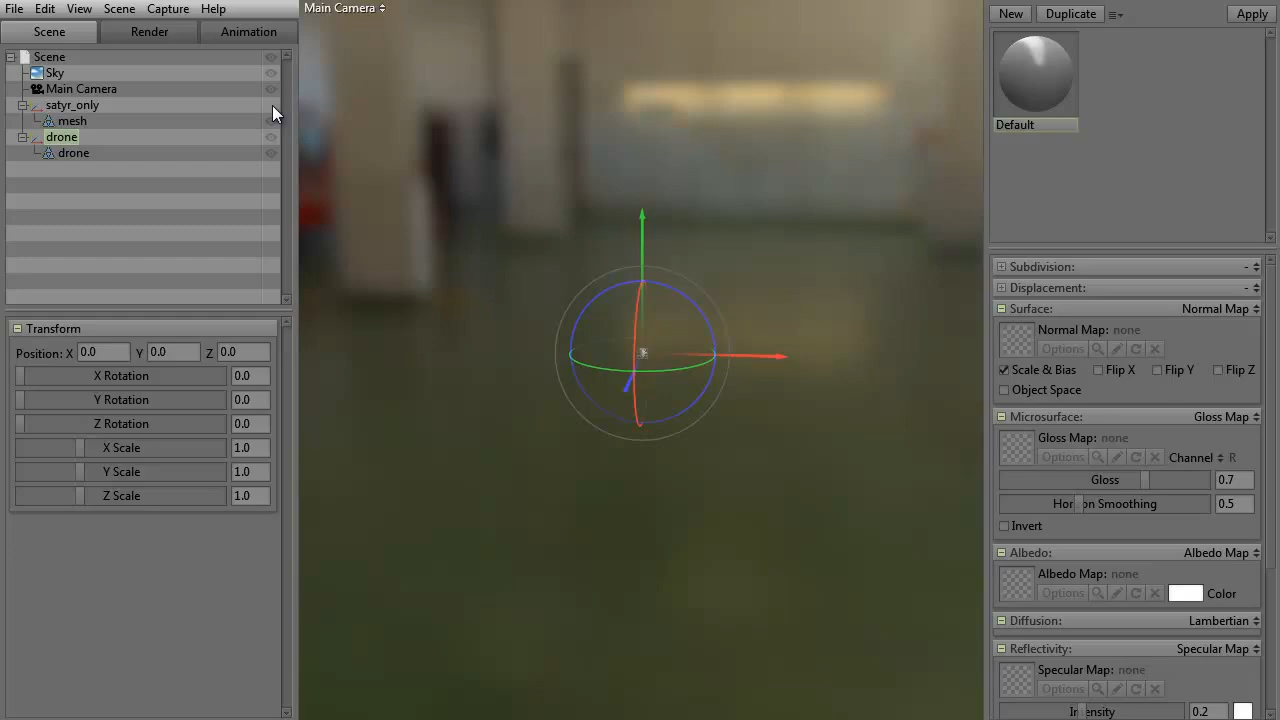 File Edit View Scene Capture Help
Main Camera
New Duplicate Apply
Scene Render Animation
Scene
Sky
Main Camera
satyr_only
mesh
drone
drone
Default
Transform
Position: X 0.0 Y 0.0 Z 0.0
X Rotation 0.0
Y Rotation 0.0
Z Rotation 0.0
X Scale 1.0
Y Scale 1.0
Z Scale 1.0
Subdivision: -
Displacement: -
Surface: Normal Map
Normal Map: none
Options
Scale & Bias Flip X Flip Y Flip Z
Object Space
Microsurface: Gloss Map
Gloss Map: none
Options Channel R
Gloss 0.7
Horizon Smoothing 0.5
Invert
Albedo: Albedo Map
Albedo Map: none
Options Color
Diffusion: Lambertian
Reflectivity: Specular Map
Specular Map: none
Options
Intensity 0.2